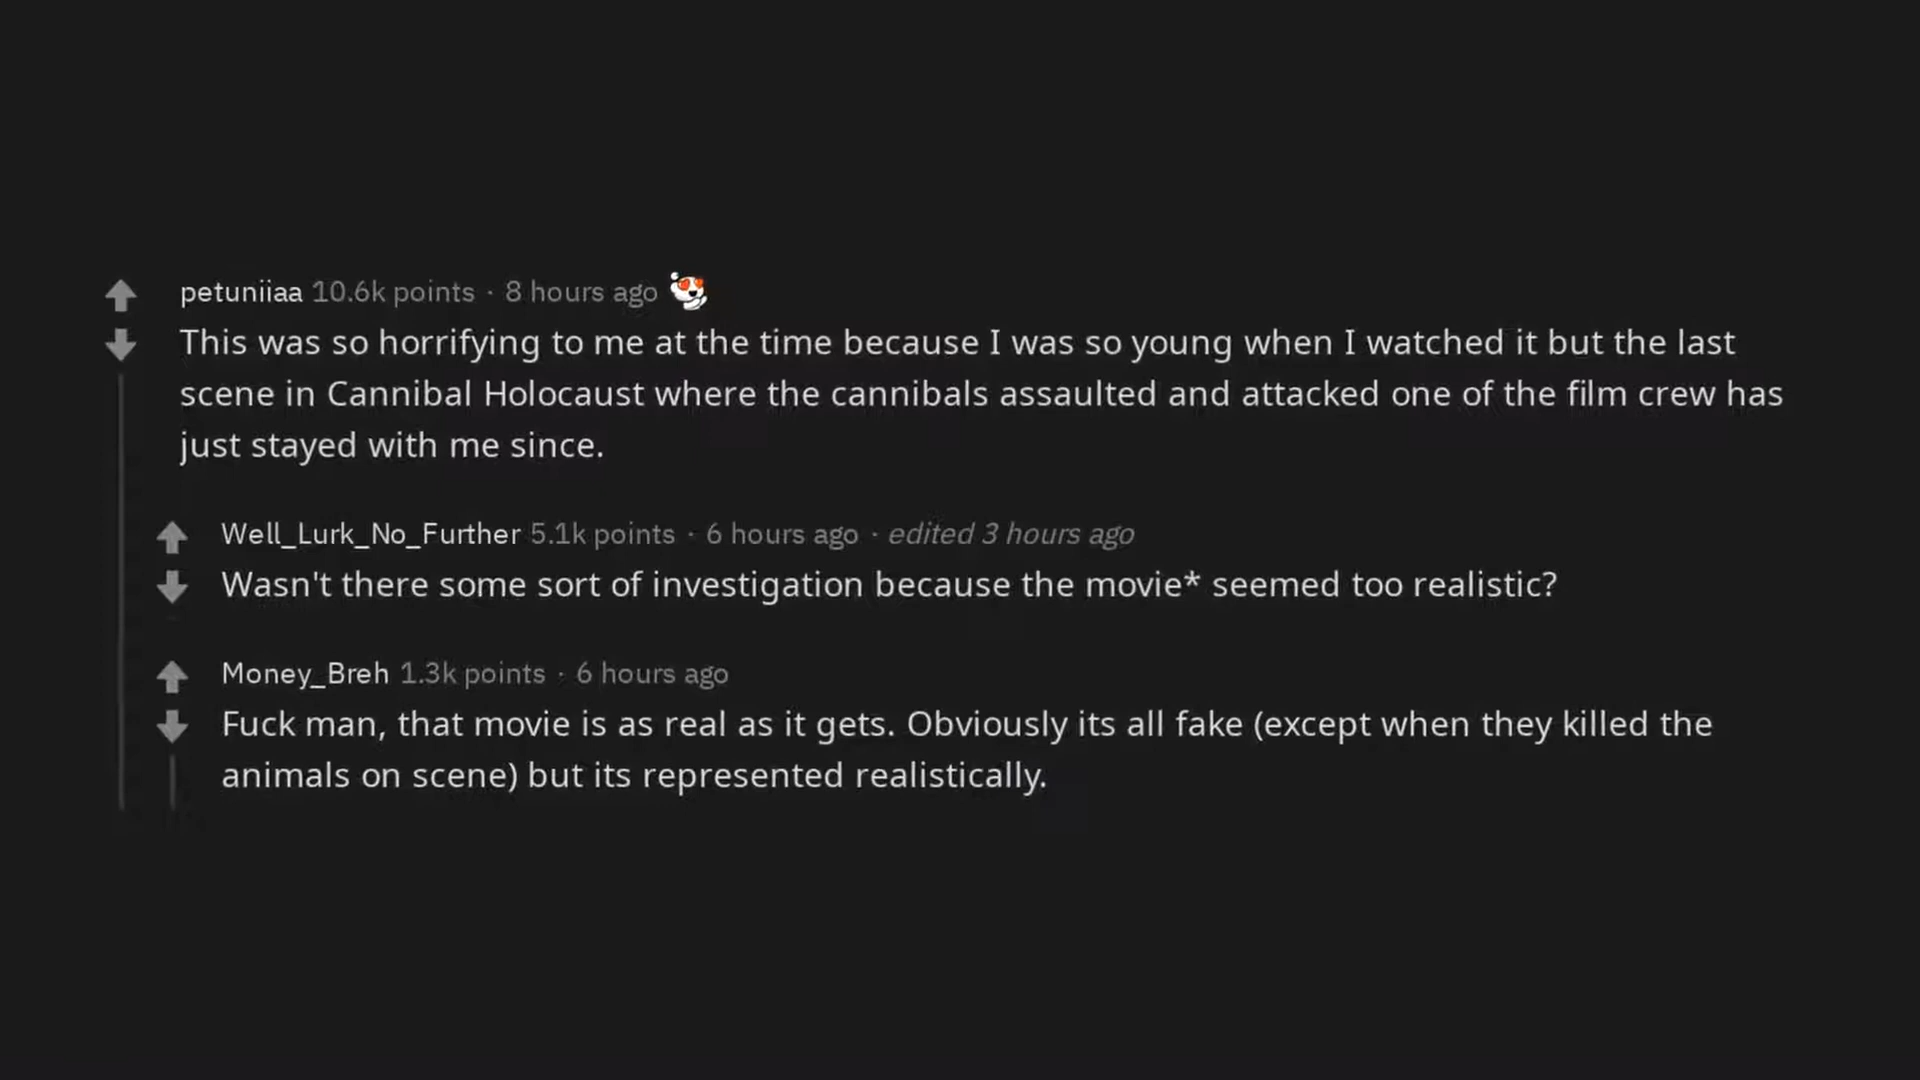 petuniiaa 10.6k points · 8 hours ago
This was so horrifying to me at the time because I was so young when I watched it but the last
scene in Cannibal Holocaust where the cannibals assaulted and attacked one of the film crew has
just stayed with me since.
Well_Lurk_No_Further 5.1k points · 6 hours ago · edited 3 hours ago
Wasn't there some sort of investigation because the movie* seemed too realistic?
Money_Breh 1.3k points · 6 hours ago
Fuck man, that movie is as real as it gets. Obviously its all fake (except when they killed the
animals on scene) but its represented realistically.